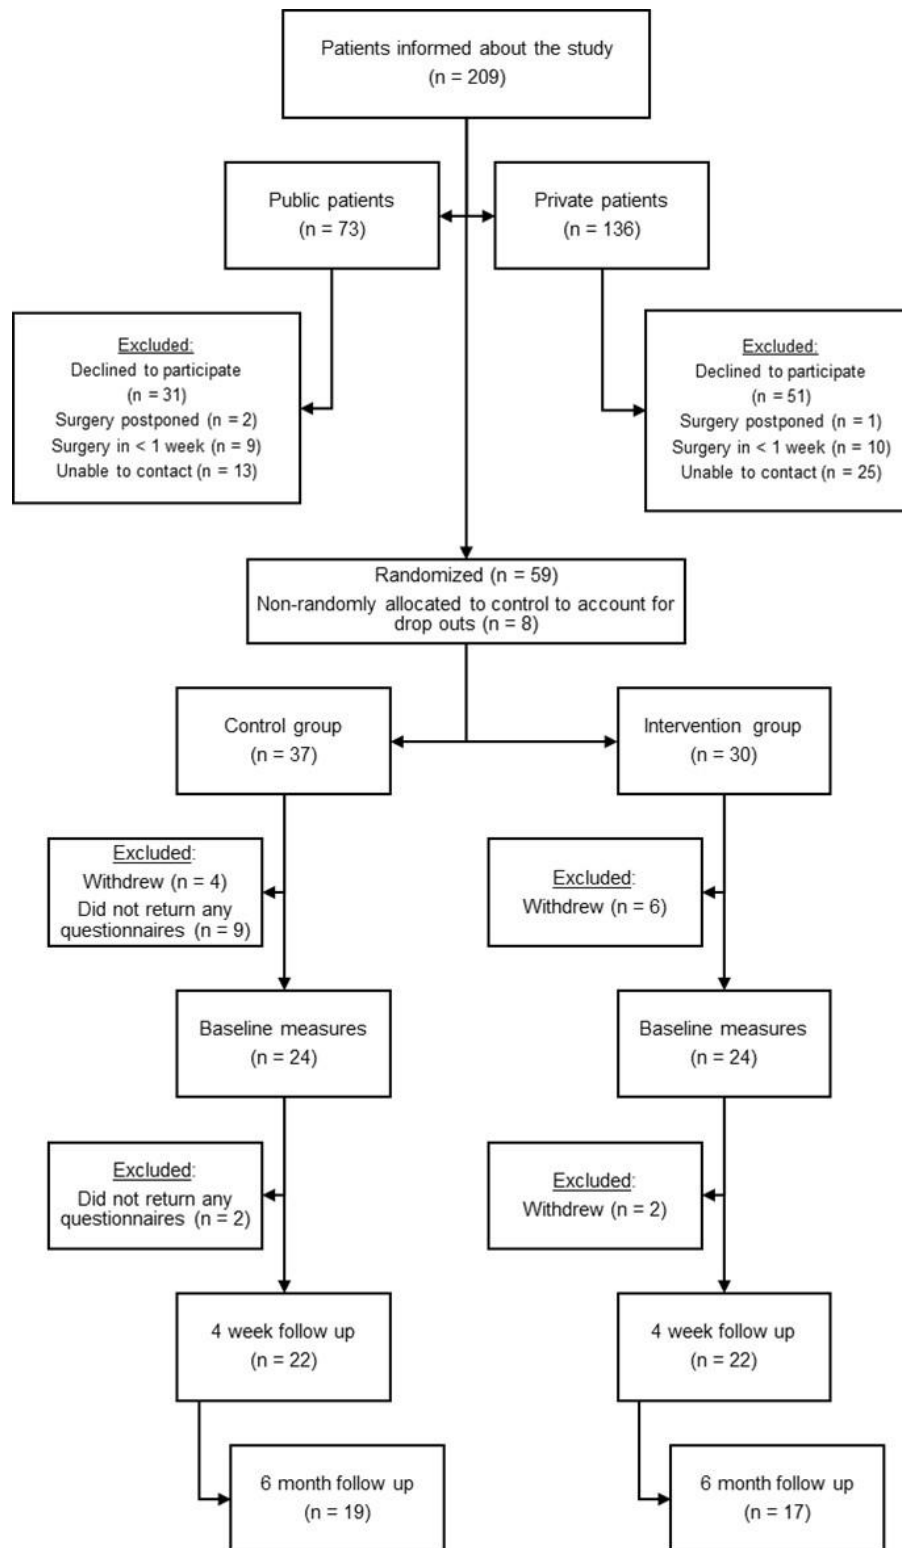 Patients informed about the study
(n = 209)
Public patients
(n = 73)
Private patients
(n = 136)
Excluded:
Declined to participate
(n = 31)
Surgery postponed (n = 2)
Surgery in < 1 week (n = 9)
Unable to contact (n = 13)
Excluded:
Declined to participate
(n = 51)
Surgery postponed (n = 1)
Surgery in < 1 week (n = 10)
Unable to contact (n = 25)
Randomized (n = 59)
Non-randomly allocated to control to account for
drop outs (n = 8)
Control group
(n = 37)
Intervention group
(n = 30)
Excluded:
Withdrew (n = 4)
Did not return any
questionnaires (n = 9)
Excluded:
Withdrew (n = 6)
Baseline measures
(n = 24)
Baseline measures
(n = 24)
Excluded:
Did not return any
questionnaires (n = 2)
Excluded:
Withdrew (n = 2)
4 week follow up
(n = 22)
4 week follow up
(n = 22)
6 month follow up
(n = 19)
6 month follow up
(n = 17)